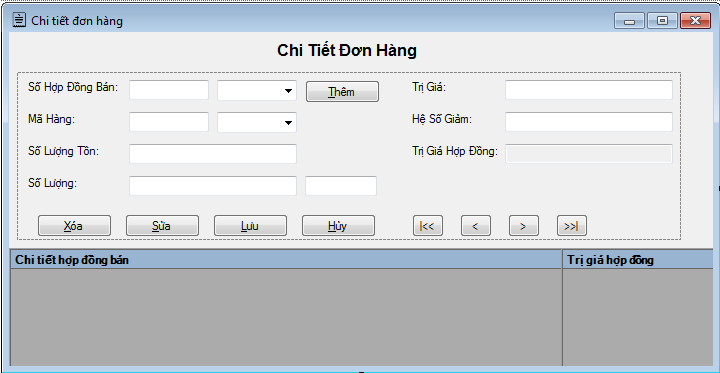 Chi tiết đơn hàng
Chi Tiết Đơn Hàng
Số Hợp Đồng Bán:
Thêm
Trị Giá:
Mã Hàng:
Hệ Số Giảm:
Số Lượng Tồn:
Trị Giá Hợp Đồng:
Số Lượng:
Xóa Sửa Lưu Hủy |<< < > >>|
Chi tiết hợp đồng bán Trị giá hợp đồng